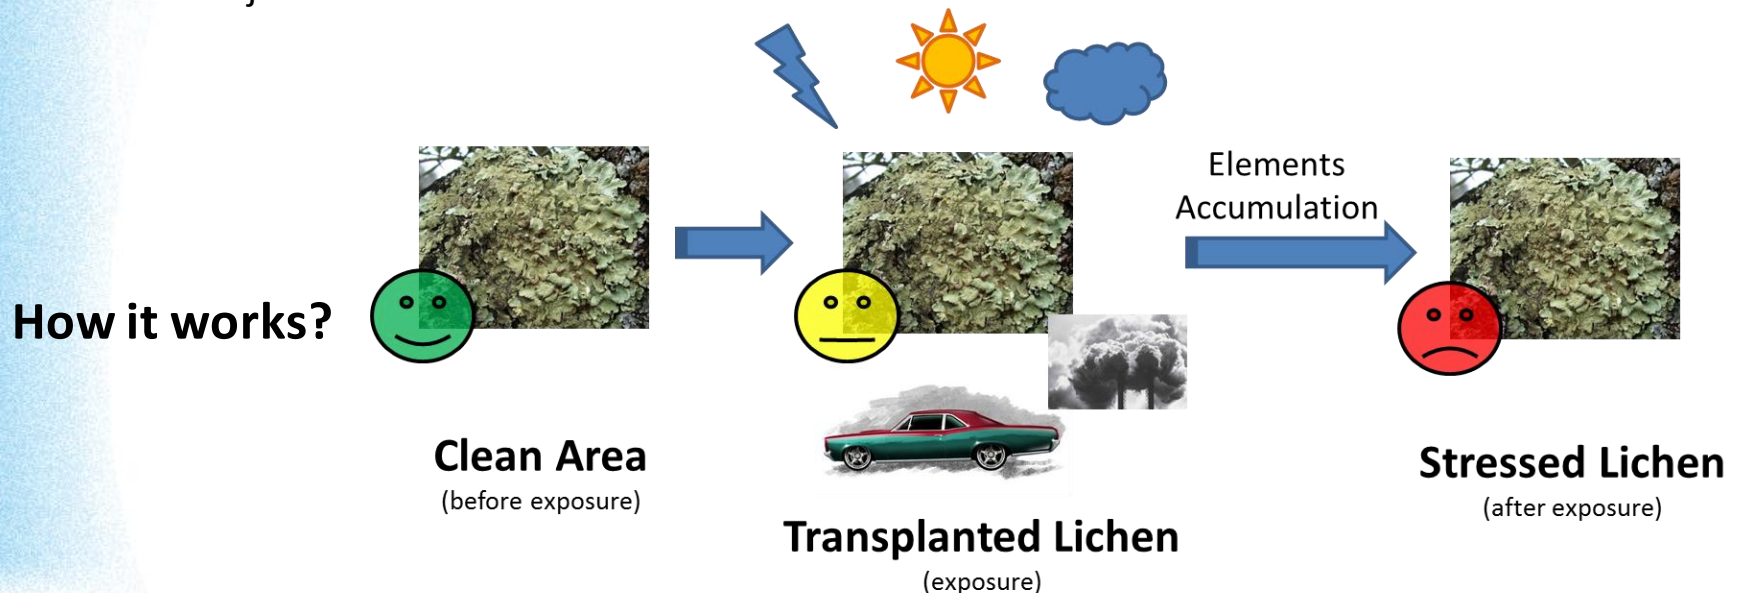 How it works?
Clean Area
(before exposure)
Transplanted Lichen
(exposure)
Elements
Accumulation
Stressed Lichen
(after exposure)